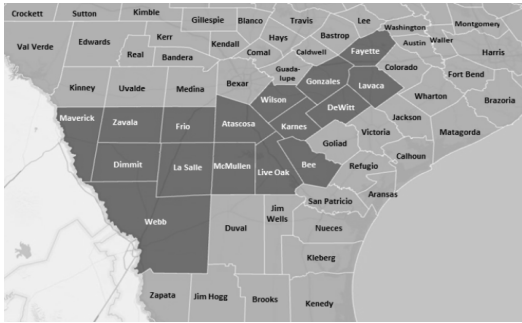 Crockett
Sutton
Kimble
Gillespie
Blanco
Travis
Lee
Washington
Montgomery
Val Verde
Edwards
Kerr
Real
Bandera
Kendall
Hays
Comal
Bastrop
Caldwell
Fayette
Austin
Waller
Harris
Kinney
Uvalde
Medina
Bexar
Guada-
lupe
Gonzales
Colorado
Lavaca
Fort Bend
Wharton
Brazoria
Maverick
Zavala
Frio
Atascosa
Wilson
Karnes
DeWitt
Jackson
Victoria
Matagorda
Goliad
Calhoun
Dimmit
La Salle
McMullen
Live Oak
Bee
Refugio
Aransas
San Patricio
Webb
Duval
Jim
Wells
Nueces
Kleberg
Zapata
Jim Hogg
Brooks
Kenedy